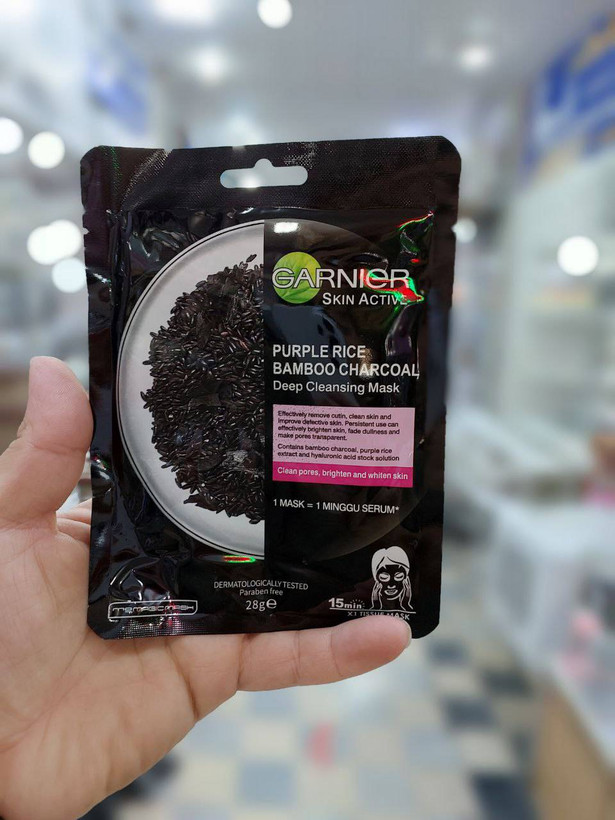 GARNIER
SKIN ACTIVE
PURPLE RICE
BAMBOO CHARCOAL
Deep Cleansing Mask
Effectively remove cutin, clean skin and
improve defective skin. Persistent use can
effectively brighten skin, fade dullness and
make pores transparent.
Contains bamboo charcoal, purple rice
extract and hyaluronic acid stock solution
Clean pores, brighten and whiten skin
1 MASK = 1 MINGGU SERUM*
DERMATOLOGICALLY TESTED
Paraben free
28g℮
15min
X1 TISSUE MASK